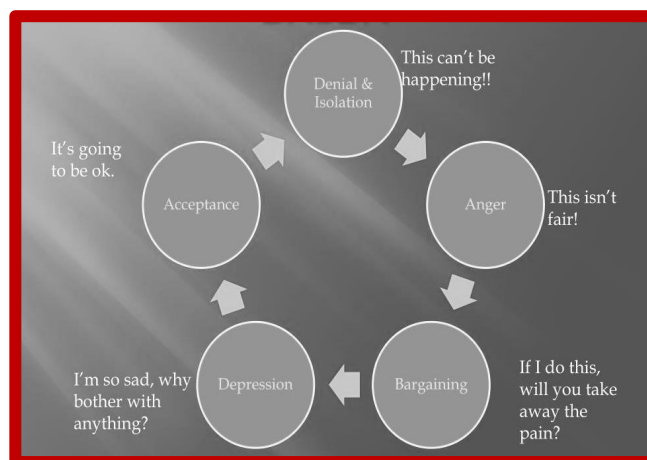 Denial &
Isolation
This can't be
happening!!
Anger
This isn't
fair!
Bargaining
If I do this,
will you take
away the
pain?
Depression
I'm so sad, why
bother with
anything?
Acceptance
It's going
to be ok.